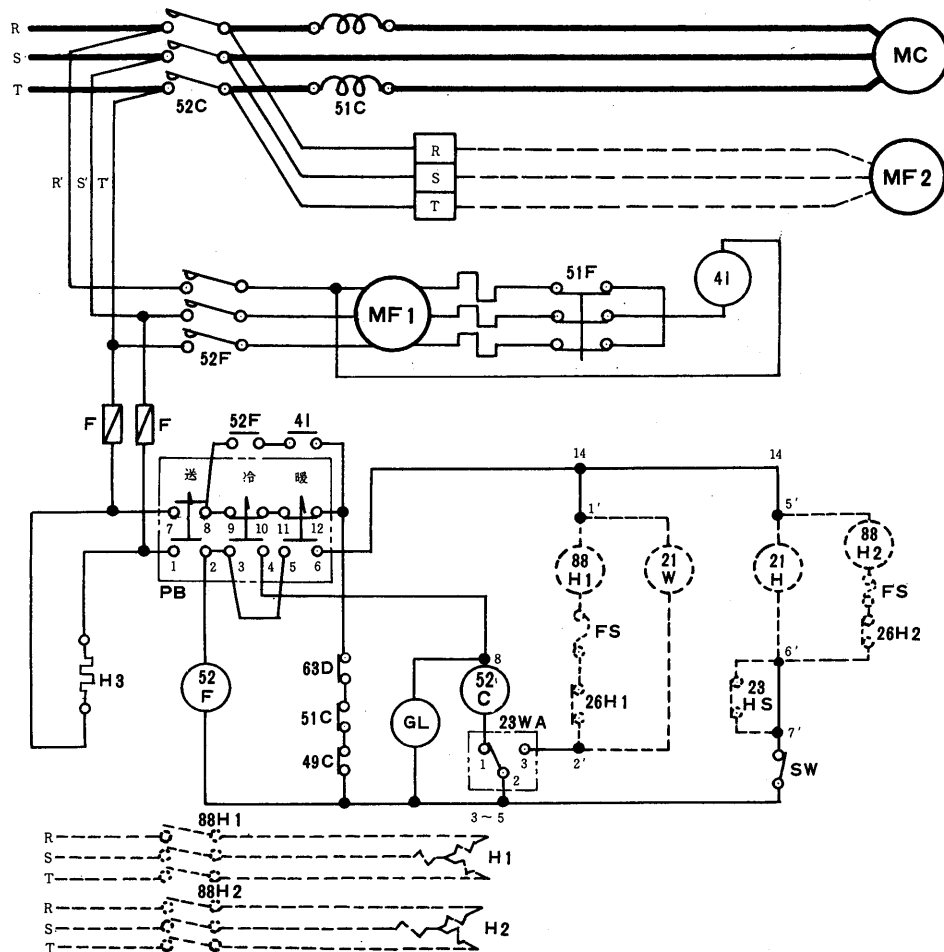 R
S
T
52C
51C
MC
R
S
T
MF2
R' S' T'
52F
MF1
51F
41
F F
52F 41
送 冷 暖
7 8 9 10 11 12
1 2 3 4 5 6
PB
14 14
1' 5'
88 H1
21 W
21 H
88 H2
FS
FS
26H1
26H2
H3
52 F
63D
51C
49C
GL
8
52 C
23WA
1 2 3
2'
6'
23 HS
7'
SW
3~5
88H1
R
S
T
H1
88H2
R
S
T
H2